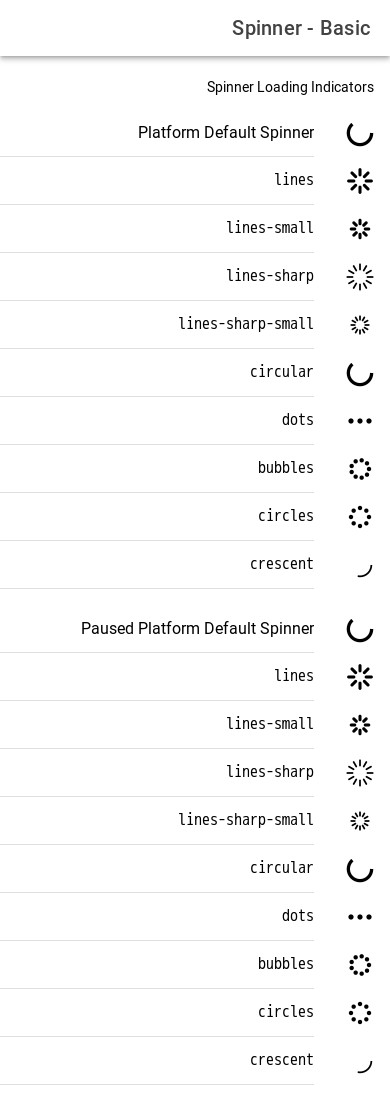 Spinner - Basic
Spinner Loading Indicators
Platform Default Spinner
lines
lines-small
lines-sharp
lines-sharp-small
circular
dots
bubbles
circles
crescent
Paused Platform Default Spinner
lines
lines-small
lines-sharp
lines-sharp-small
circular
dots
bubbles
circles
crescent